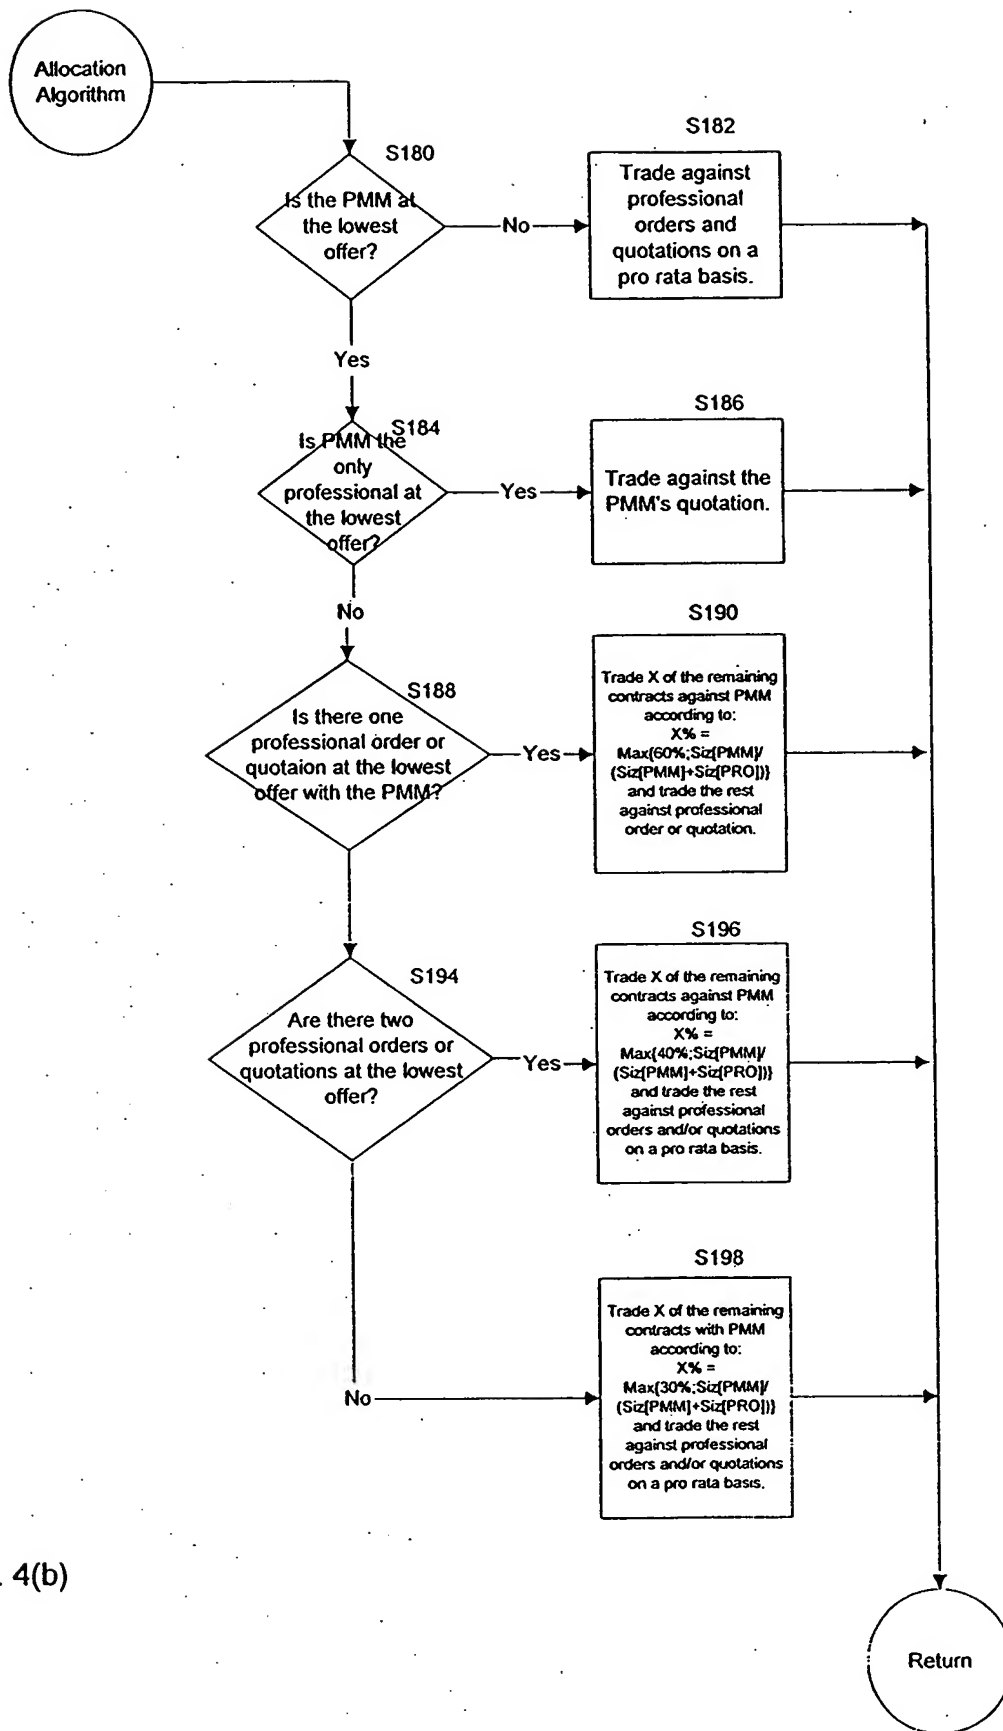 Allocation
Algorithm
S180
Is the PMM at
the lowest
offer?
No
S182
Trade against
professional
orders and
quotations on a
pro rata basis.
Yes
S184
Is PMM the
only
professional at
the lowest
offer?
Yes
S186
Trade against the
PMM's quotation.
No
S188
Is there one
professional order or
quotaion at the lowest
offer with the PMM?
Yes
S190
Trade X of the remaining
contracts against PMM
according to:
X% =
Max{60%;Siz[PMM]/
(Siz[PMM]+Siz[PRO])}
and trade the rest
against professional
order or quotation.
S194
Are there two
professional orders or
quotations at the lowest
offer?
Yes
S196
Trade X of the remaining
contracts against PMM
according to:
X% =
Max{40%;Siz[PMM]/
(Siz[PMM]+Siz[PRO])}
and trade the rest
against professional
orders and/or quotations
on a pro rata basis.
No
S198
Trade X of the remaining
contracts with PMM
according to:
X% =
Max{30%;Siz[PMM]/
(Siz[PMM]+Siz[PRO])}
and trade the rest
against professional
orders and/or quotations
on a pro rata basis.
. 4(b)
Return